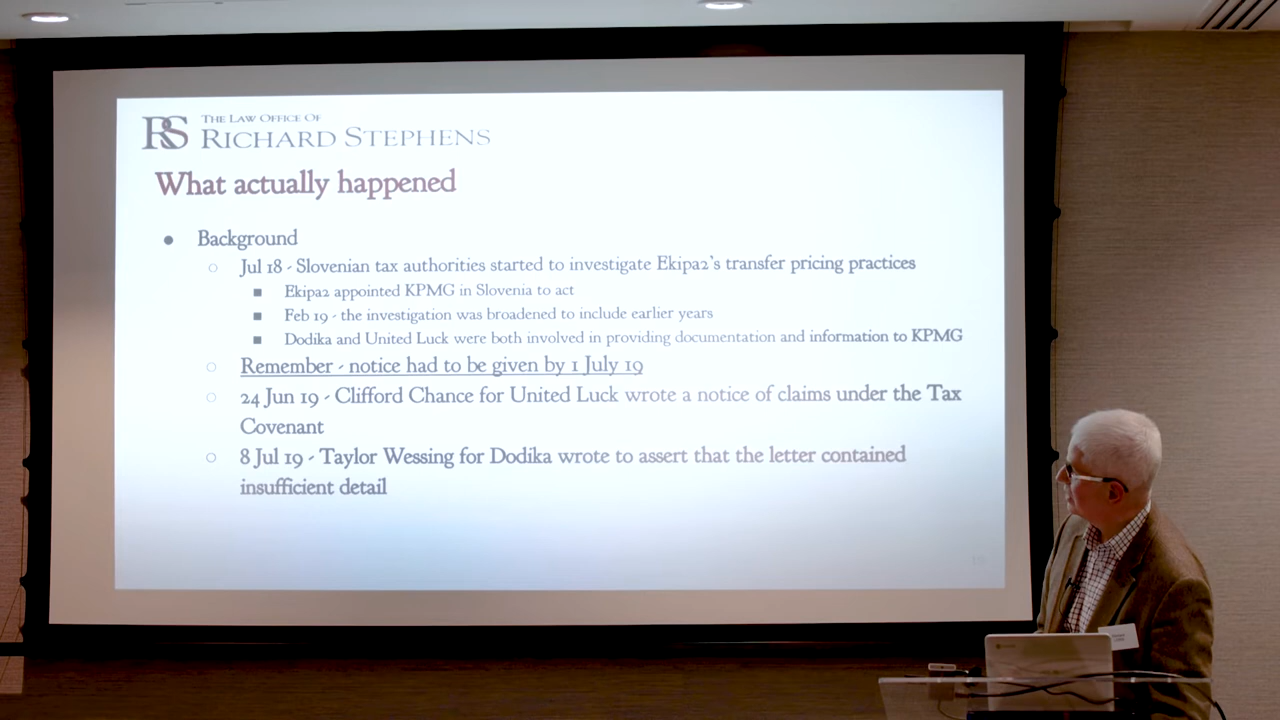 RS THE LAW OFFICE OF
RICHARD STEPHENS
What actually happened
● Background
○ Jul 18 - Slovenian tax authorities started to investigate Ekipa2's transfer pricing practices
■ Ekipa2 appointed KPMG in Slovenia to act
■ Feb 19 - the investigation was broadened to include earlier years
■ Dodika and United Luck were both involved in providing documentation and information to KPMG
○ Remember - notice had to be given by 1 July 19
○ 24 Jun 19 - Clifford Chance for United Luck wrote a notice of claims under the Tax
Covenant
○ 8 Jul 19 - Taylor Wessing for Dodika wrote to assert that the letter contained
insufficient detail